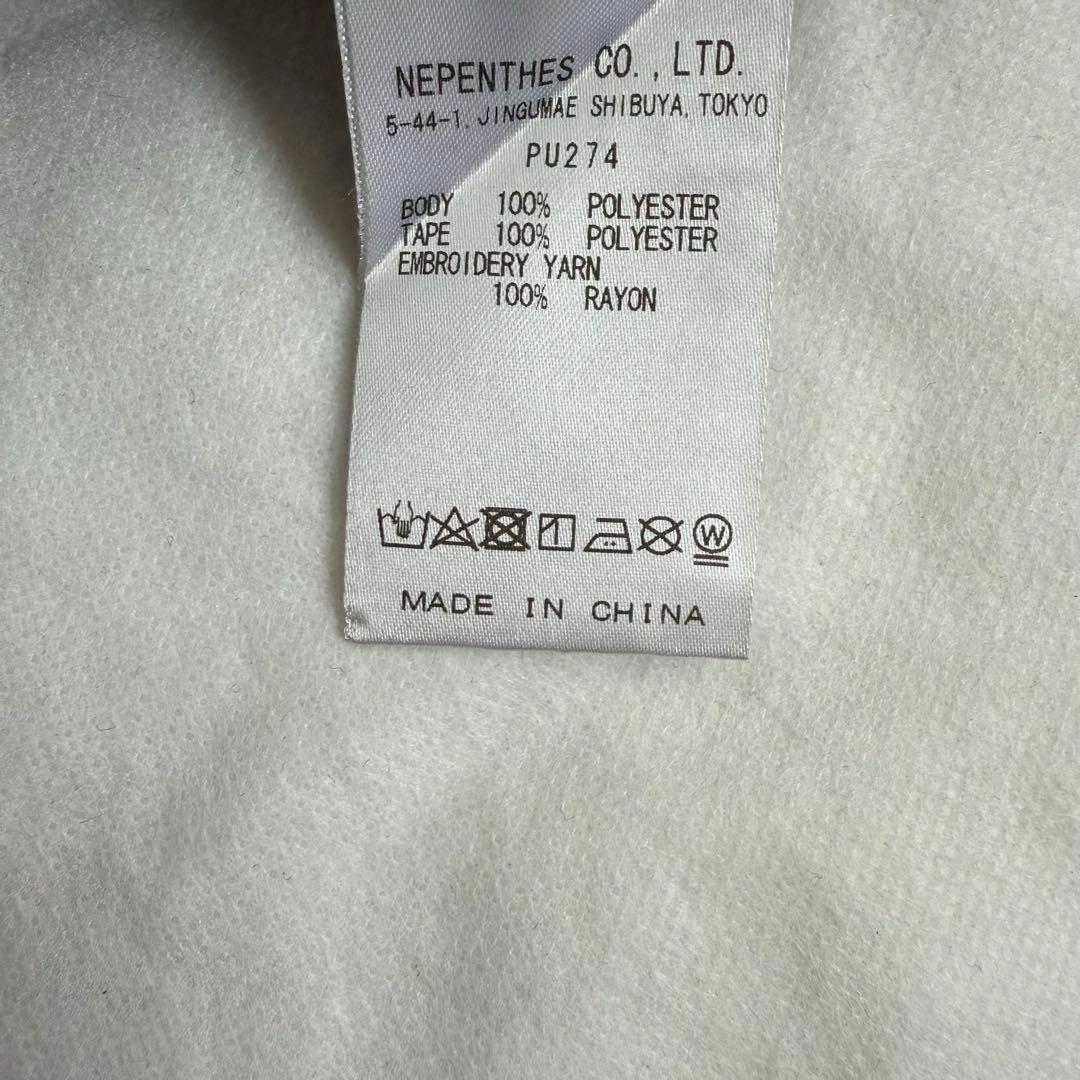 NEPENTHES CO., LTD.
5-44-1, JINGUMAE SHIBUYA, TOKYO
PU274
BODY 100% POLYESTER
TAPE 100% POLYESTER
EMBROIDERY YARN
100% RAYON
W
MADE IN CHINA